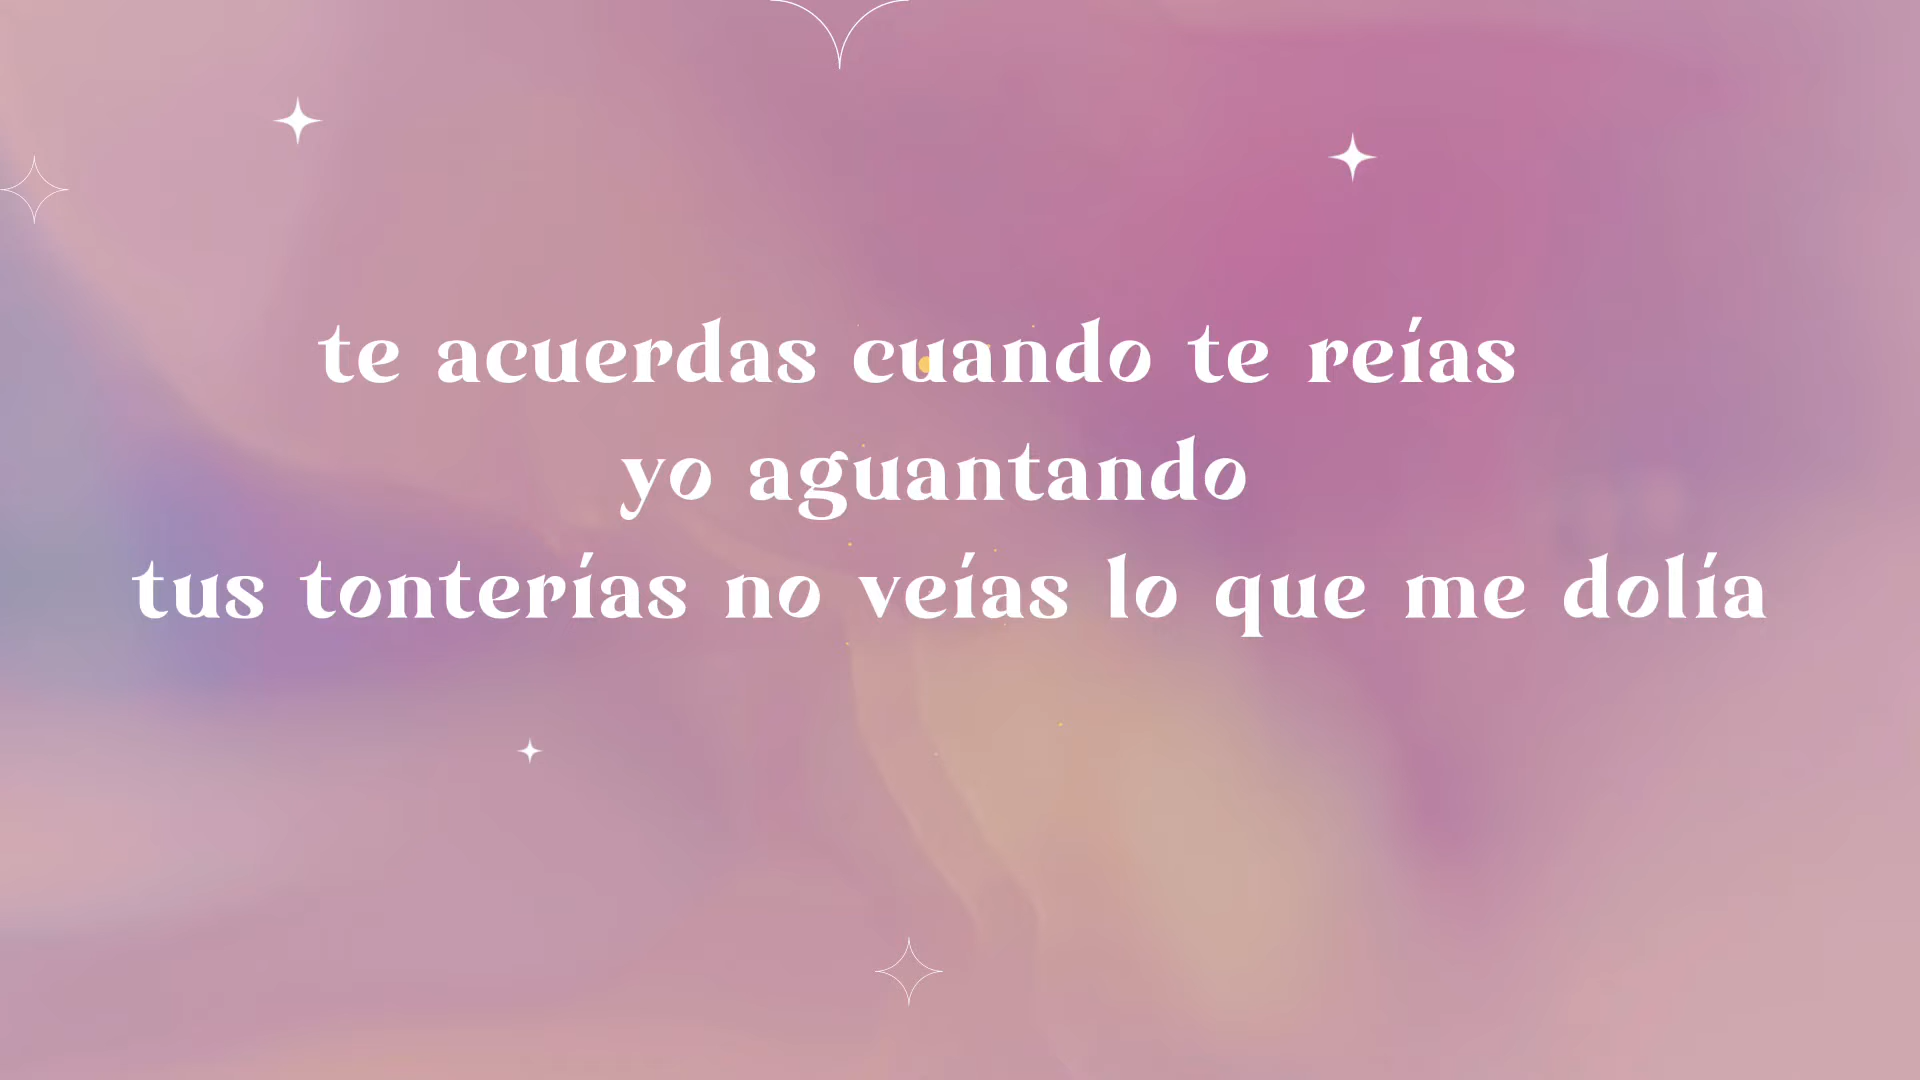 te acuerdas cuando te reías
yo aguantando
tus tonterías no veías lo que me dolía